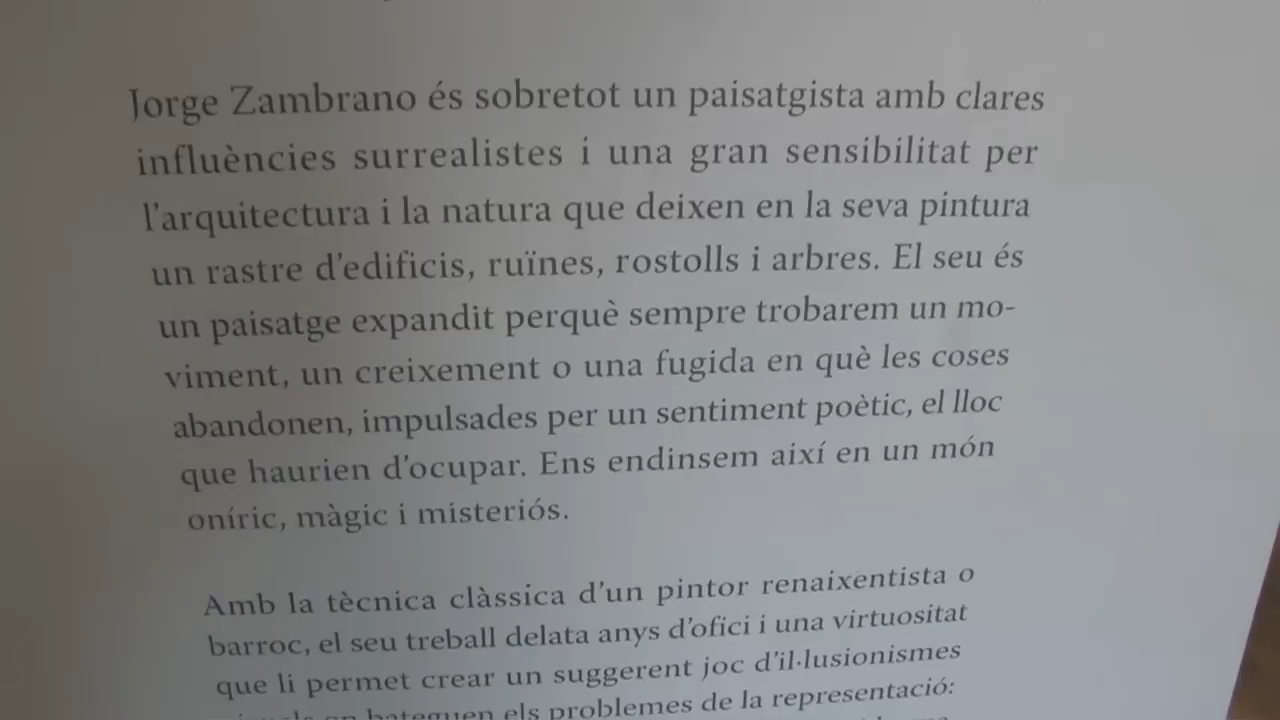 Jorge Zambrano és sobretot un paisatgista amb clares
influències surrealistes i una gran sensibilitat per
l'arquitectura i la natura que deixen en la seva pintura
un rastre d'edificis, ruïnes, rostolls i arbres. El seu és
un paisatge expandit perquè sempre trobarem un mo-
viment, un creixement o una fugida en què les coses
abandonen, impulsades per un sentiment poètic, el lloc
que haurien d'ocupar. Ens endinsem així en un món
oníric, màgic i misteriós.
Amb la tècnica clàssica d'un pintor renaixentista o
barroc, el seu treball delata anys d'ofici i una virtuositat
que li permet crear un suggerent joc d'il·lusionismes
bateguen els problemes de la representació: